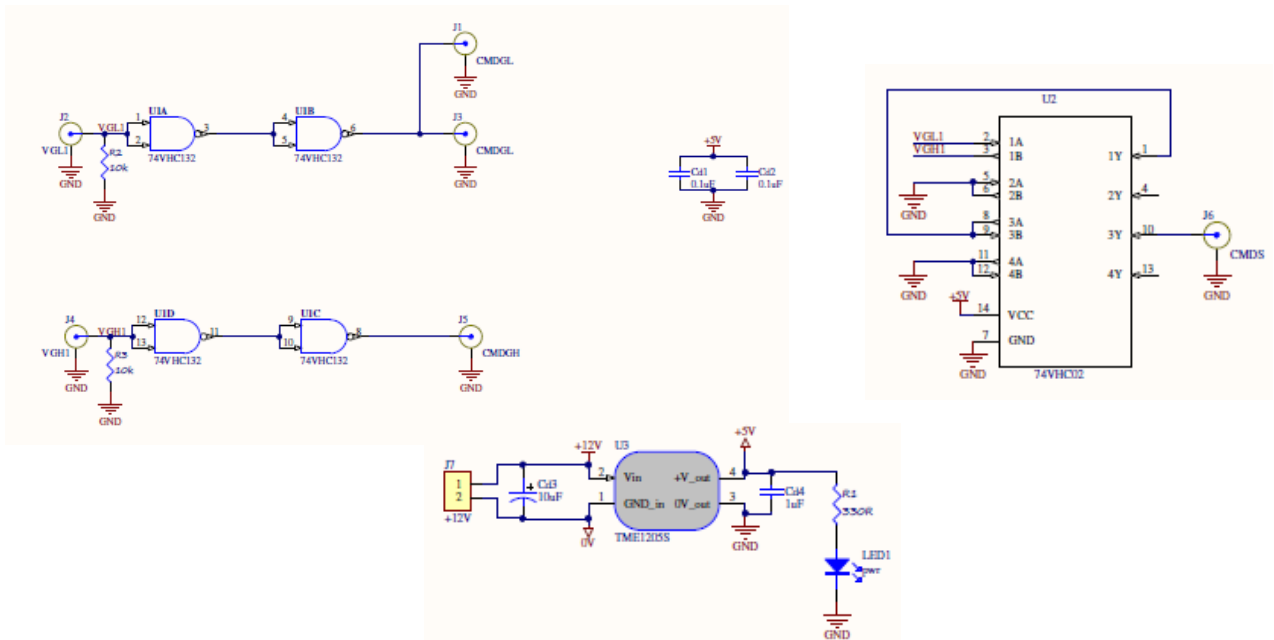 J1
CMDGL
GND
J2
VGL1
GND
VGL1
R2
10k
GND
U1A
1
2
3
74VHC132
U1B
4
5
6
74VHC132
J3
CMDGL
GND
+5V
Cd1
0.1uF
Cd2
0.1uF
GND
J4
VGH1
GND
VGH1
R3
10k
GND
U1D
12
13
11
74VHC132
U1C
9
10
8
74VHC132
J5
CMDGH
GND
U2
VGL1
2
1A
VGH1
3
1B
1Y
1
GND
5
2A
6
2B
2Y
4
8
3A
9
3B
3Y
10
J6
CMDS
GND
GND
11
4A
12
4B
4Y
13
+5V
14
VCC
7
GND
GND
74VHC02
J7
1
2
+12V
Cd3
10uF
+12V
0V
U3
2
Vin
1
GND_in
+V_out
4
0V_out
3
TME1205S
+5V
Cd4
1uF
GND
R1
330R
LED1
pwr
GND